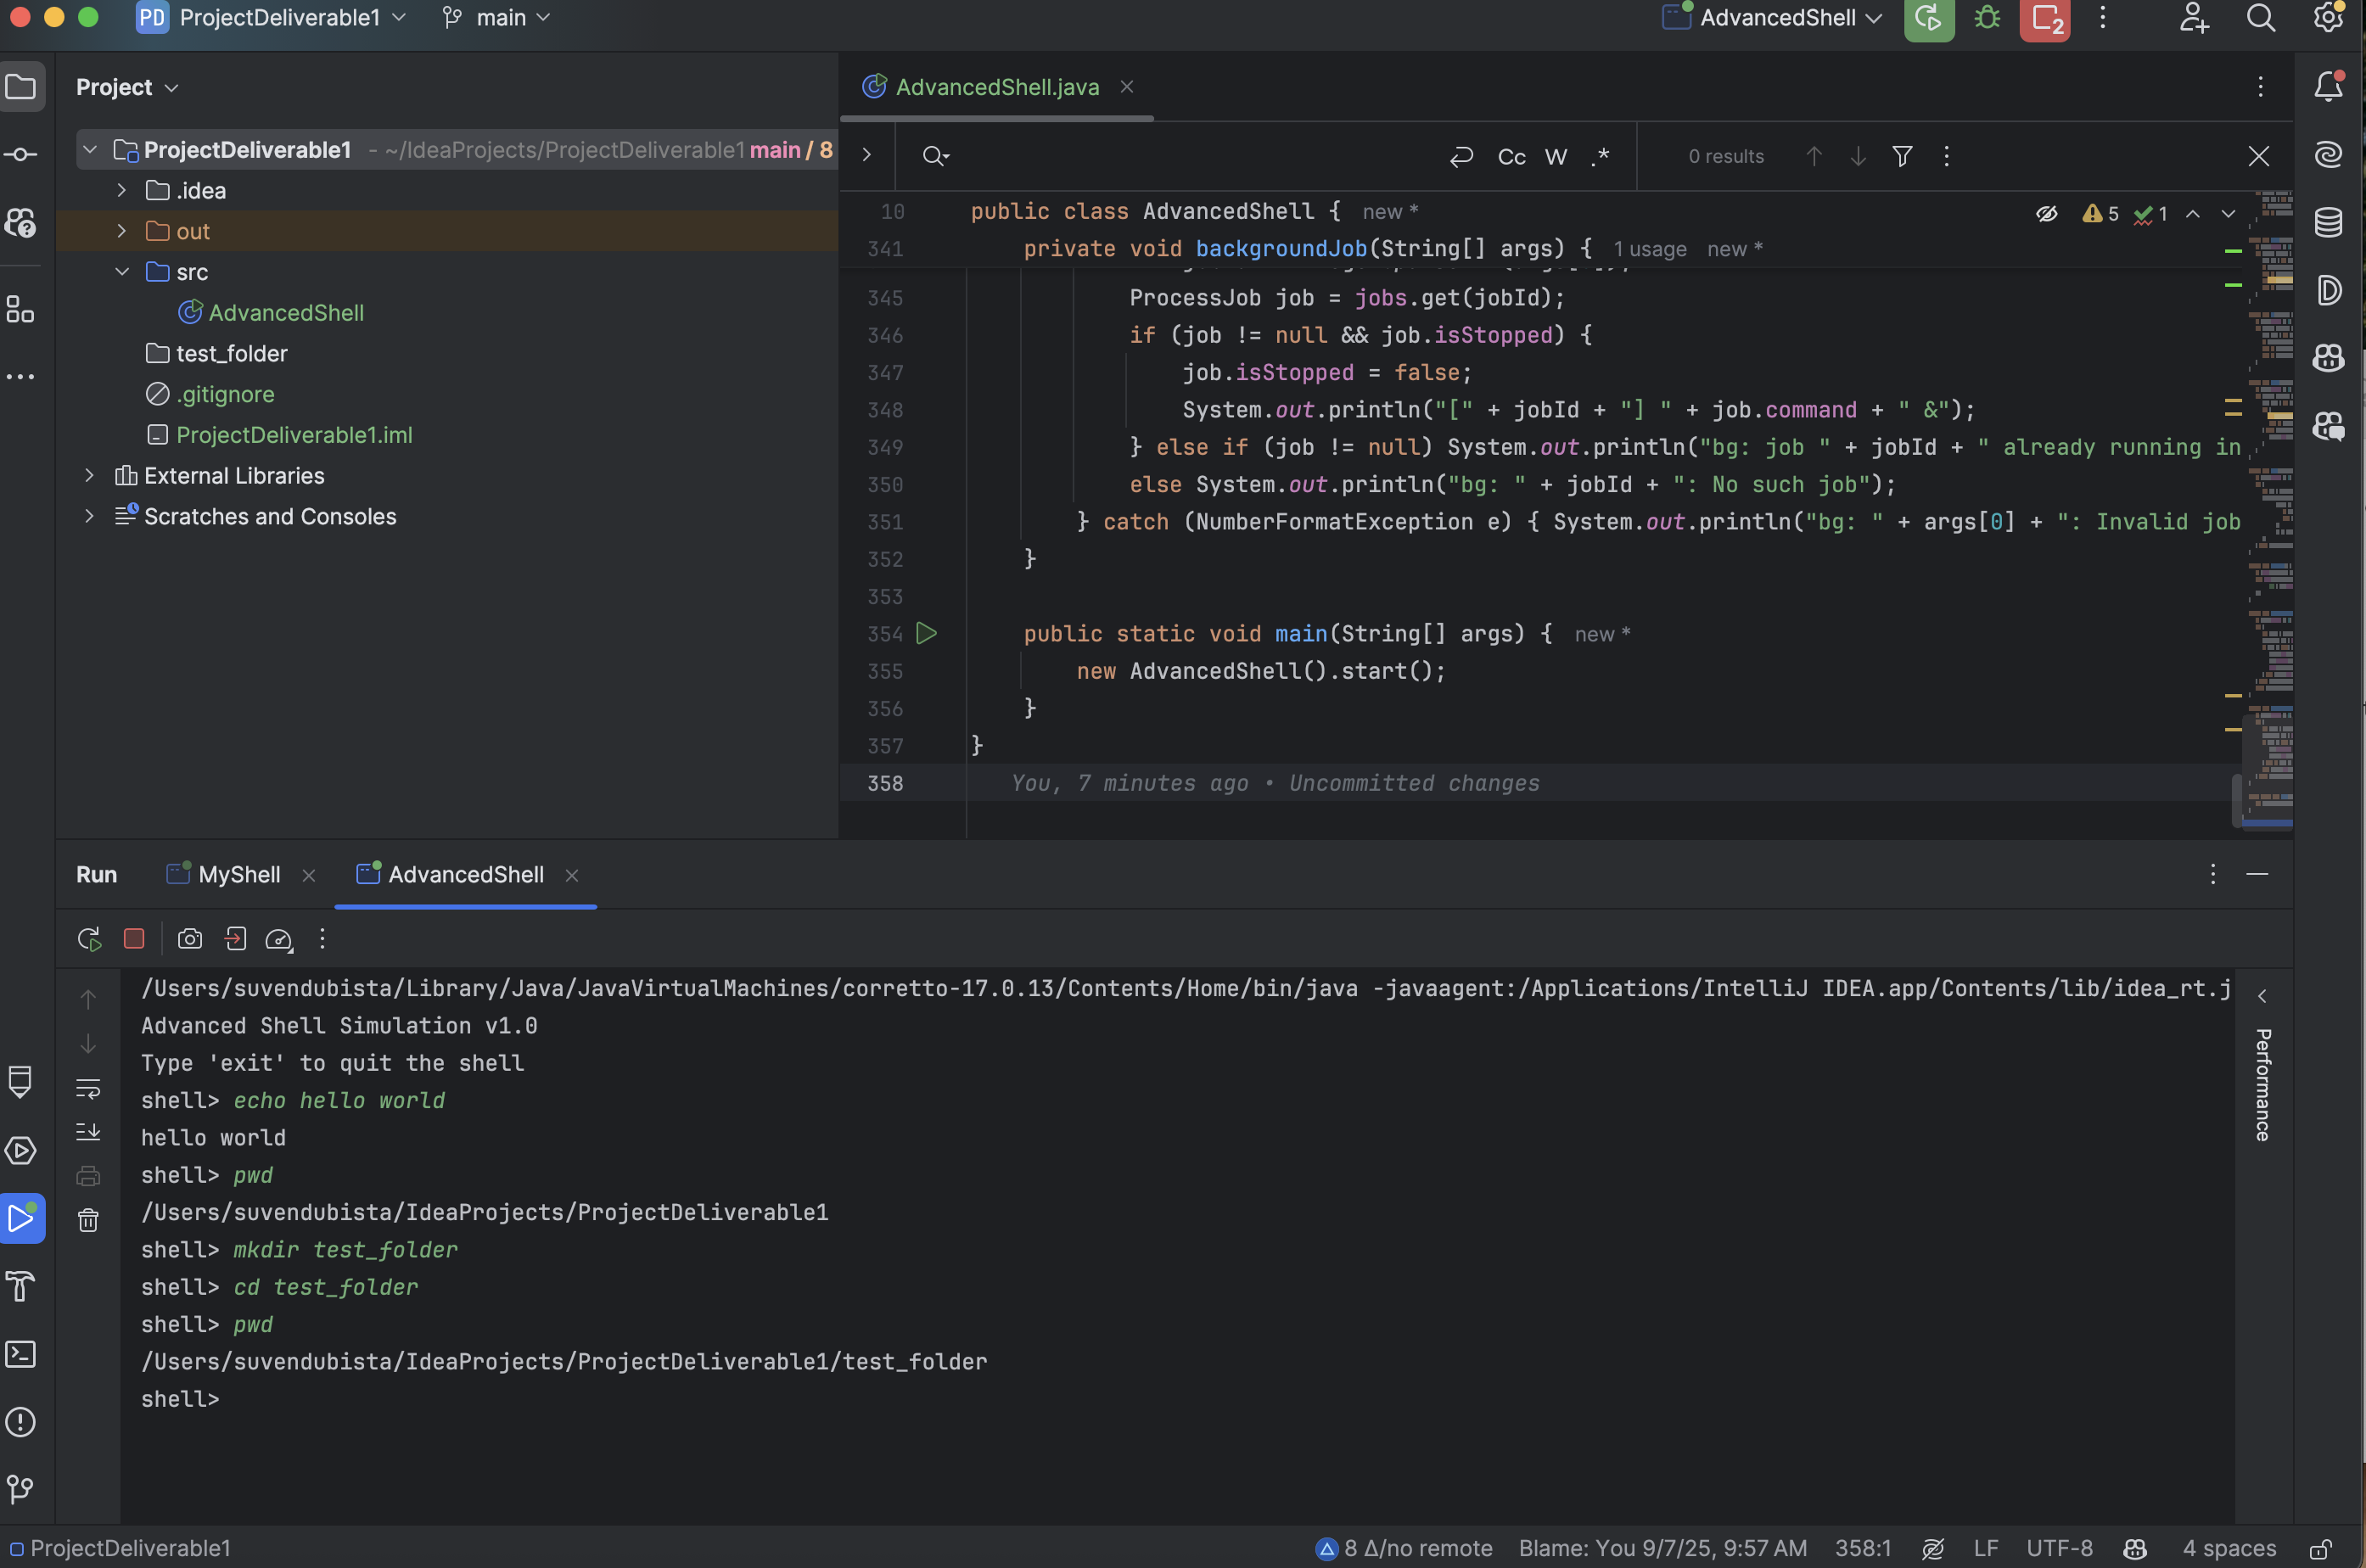 PD ProjectDeliverable1 main AdvancedShell 2
Project
ProjectDeliverable1 - ~/IdeaProjects/ProjectDeliverable1 main / 8
.idea
out
src
AdvancedShell
test_folder
.gitignore
ProjectDeliverable1.iml
External Libraries
Scratches and Consoles
AdvancedShell.java
Cc W .* 0 results
10 public class AdvancedShell { new * 5 1
341 private void backgroundJob(String[] args) { 1 usage new *
345 ProcessJob job = jobs.get(jobId);
346 if (job != null && job.isStopped) {
347 job.isStopped = false;
348 System.out.println("[" + jobId + "] " + job.command + " &");
349 } else if (job != null) System.out.println("bg: job " + jobId + " already running in
350 else System.out.println("bg: " + jobId + ": No such job");
351 } catch (NumberFormatException e) { System.out.println("bg: " + args[0] + ": Invalid job
352 }
353
354 public static void main(String[] args) { new *
355 new AdvancedShell().start();
356 }
357 }
358 You, 7 minutes ago • Uncommitted changes
Run MyShell AdvancedShell
/Users/suvendubista/Library/Java/JavaVirtualMachines/corretto-17.0.13/Contents/Home/bin/java -javaagent:/Applications/IntelliJ IDEA.app/Contents/lib/idea_rt.j
Advanced Shell Simulation v1.0
Type 'exit' to quit the shell
shell> echo hello world
hello world
shell> pwd
/Users/suvendubista/IdeaProjects/ProjectDeliverable1
shell> mkdir test_folder
shell> cd test_folder
shell> pwd
/Users/suvendubista/IdeaProjects/ProjectDeliverable1/test_folder
shell>
Performance
ProjectDeliverable1 8 Δ/no remote Blame: You 9/7/25, 9:57 AM 358:1 LF UTF-8 4 spaces